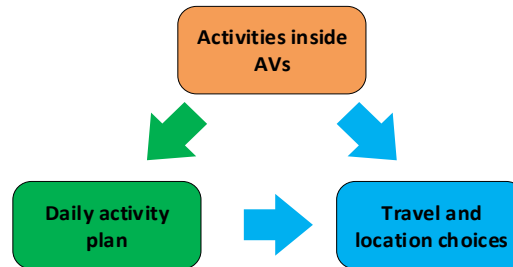 Activities inside
AVs
Daily activity
plan
Travel and
location choices